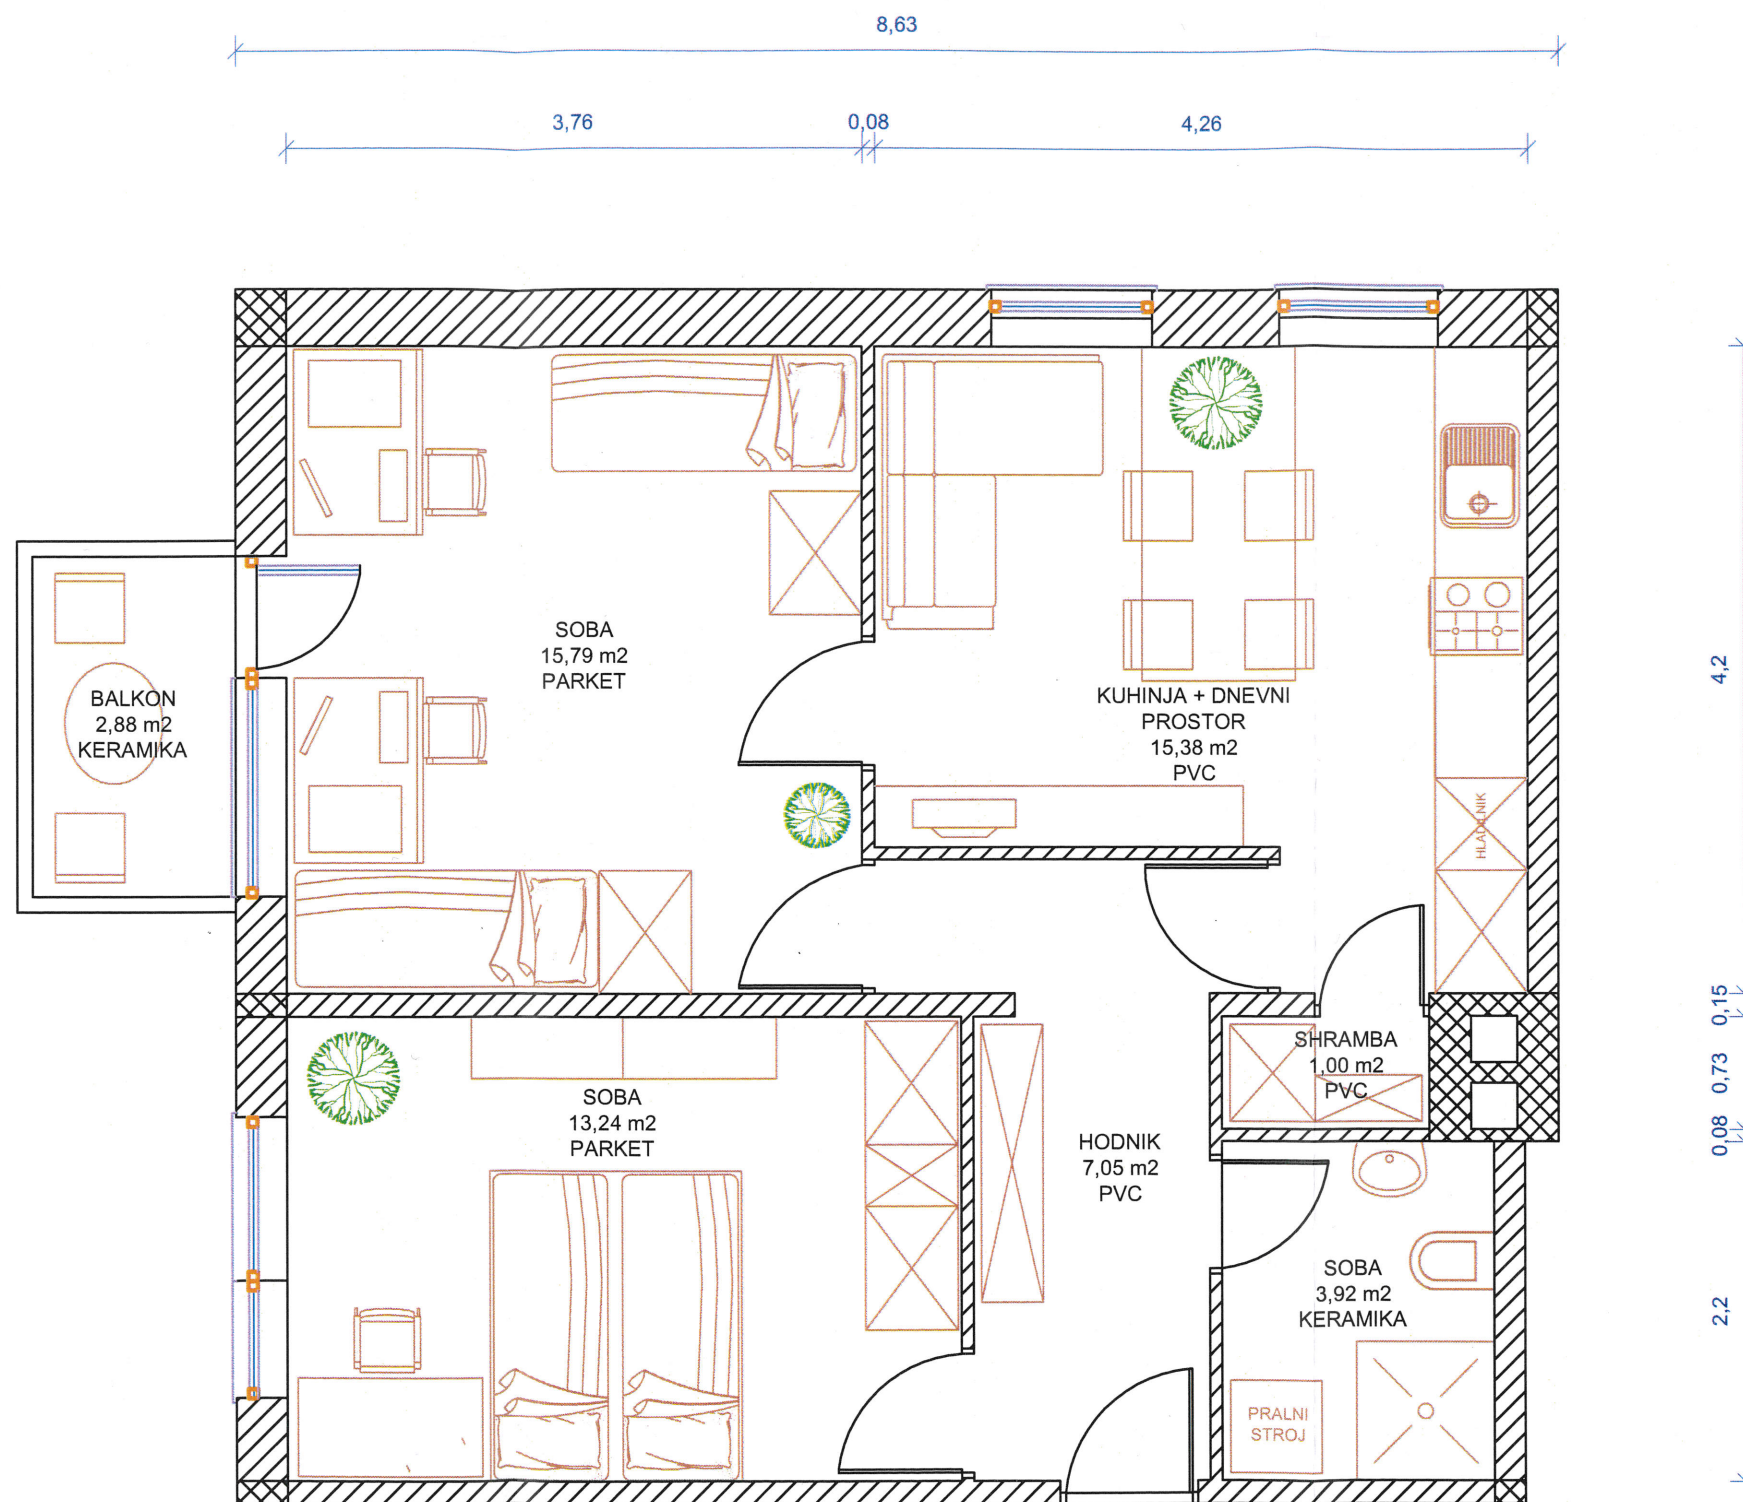 8,63
3,76
0,08
4,26
SOBA
15,79 m2
PARKET
BALKON
2,88 m2
KERAMIKA
KUHINJA + DNEVNI
PROSTOR
15,38 m2
PVC
HLADILNIK
4,2
0,15
0,73
0,08
2,2
SHRAMBA
1,00 m2
PVC
SOBA
13,24 m2
PARKET
HODNIK
7,05 m2
PVC
SOBA
3,92 m2
KERAMIKA
PRALNI
STROJ